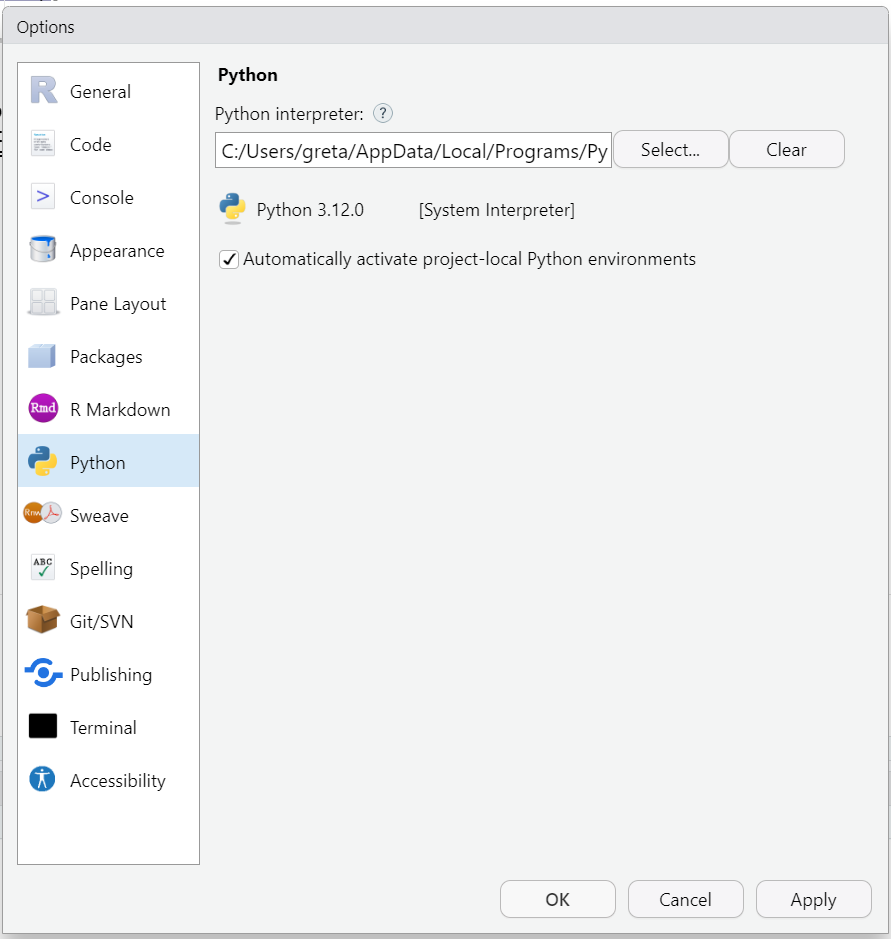 Options
General
Code
Console
Appearance
Pane Layout
Packages
Rmd R Markdown
Python
Rnw Sweave
ABC Spelling
Git/SVN
Publishing
Terminal
Accessibility
Python
Python interpreter: ?
C:/Users/greta/AppData/Local/Programs/Py Select... Clear
Python 3.12.0 [System Interpreter]
Automatically activate project-local Python environments
OK Cancel Apply